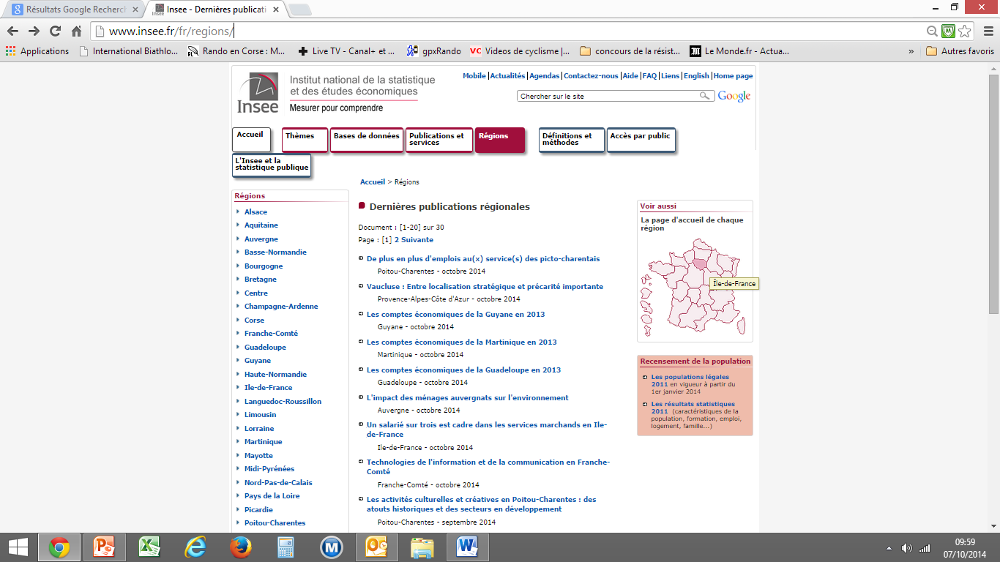 Résultats Google Recherch
Insee - Dernières publicati
www.insee.fr/fr/regions/
Applications
International Biathlo...
Rando en Corse : M...
Live TV - Canal+ et ...
gpxRando
VC Videos de cyclisme |...
concours de la résist...
Le Monde.fr - Actua...
»
Autres favoris
Insee
Institut national de la statistique
et des études économiques
Mesurer pour comprendre
Mobile | Actualités | Agendas | Contactez-nous | Aide | FAQ | Liens | English | Home page
Chercher sur le site
Google
Accueil
Thèmes
Bases de données
Publications et
services
Régions
Définitions et
méthodes
Accès par public
L'Insee et la
statistique publique
Accueil > Régions
Régions
Alsace
Aquitaine
Auvergne
Basse-Normandie
Bourgogne
Bretagne
Centre
Champagne-Ardenne
Corse
Franche-Comté
Guadeloupe
Guyane
Haute-Normandie
Ile-de-France
Languedoc-Roussillon
Limousin
Lorraine
Martinique
Mayotte
Midi-Pyrénées
Nord-Pas-de-Calais
Pays de la Loire
Picardie
Poitou-Charentes
Dernières publications régionales
Document : [1-20] sur 30
Page : [1] 2 Suivante
De plus en plus d'emplois au(x) service(s) des picto-charentais
Poitou-Charentes - octobre 2014
Vaucluse : Entre localisation stratégique et précarité importante
Provence-Alpes-Côte d'Azur - octobre 2014
Les comptes économiques de la Guyane en 2013
Guyane - octobre 2014
Les comptes économiques de la Martinique en 2013
Martinique - octobre 2014
Les comptes économiques de la Guadeloupe en 2013
Guadeloupe - octobre 2014
L'impact des ménages auvergnats sur l'environnement
Auvergne - octobre 2014
Un salarié sur trois est cadre dans les services marchands en Ile-
de-France
Ile-de-France - octobre 2014
Technologies de l'information et de la communication en Franche-
Comté
Franche-Comté - octobre 2014
Les activités culturelles et créatives en Poitou-Charentes : des
atouts historiques et des secteurs en développement
Poitou-Charentes - septembre 2014
Voir aussi
La page d'accueil de chaque
région
Île-de-France
Recensement de la population
Les populations légales
2011 en vigueur à partir du
1er janvier 2014
Les résultats statistiques
2011 (caractéristiques de la
population, formation, emploi,
logement, famille...)
09:59
07/10/2014